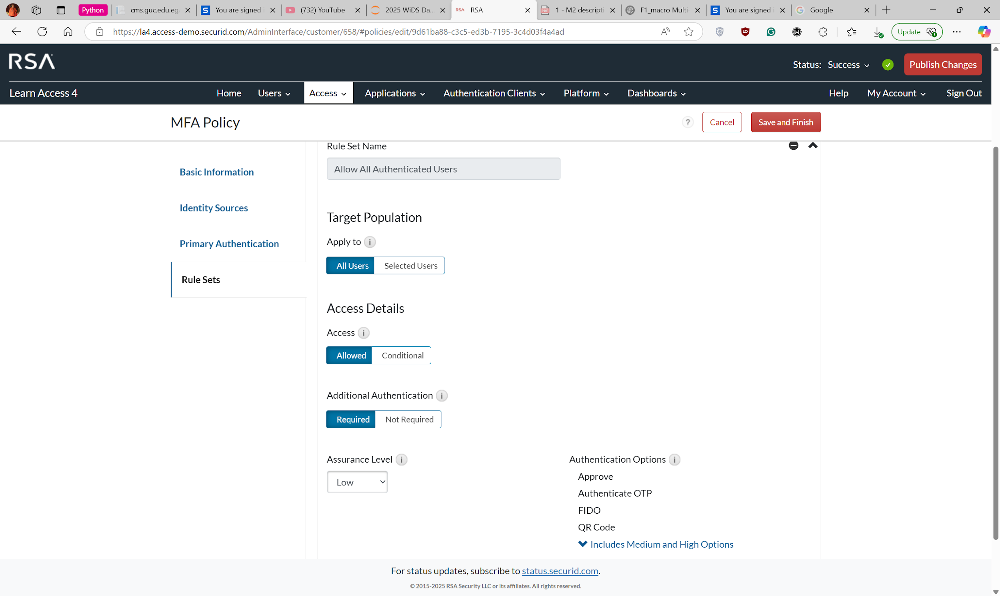 Python cms.guc.edu.eg/ You are signed i (732) YouTube 2025 WiDS Da... RSA RSA PDF 1 - M2 descripti F1_macro Multi- You are signed i Google
https://la4.access-demo.securid.com/AdminInterface/customer/658/#policies/edit/9d61ba88-c3c5-ed3b-7195-3c4d03f4a4ad Update
RSA
Status: Success Publish Changes
Learn Access 4 Home Users Access Applications Authentication Clients Platform Dashboards Help My Account Sign Out
MFA Policy ? Cancel Save and Finish
Basic Information
Identity Sources
Primary Authentication
Rule Sets
Rule Set Name
Allow All Authenticated Users
Target Population
Apply to i
All Users Selected Users
Access Details
Access i
Allowed Conditional
Additional Authentication i
Required Not Required
Assurance Level i
Low
Authentication Options i
Approve
Authenticate OTP
FIDO
QR Code
Includes Medium and High Options
For status updates, subscribe to status.securid.com.
© 2015-2025 RSA Security LLC or its affiliates. All rights reserved.